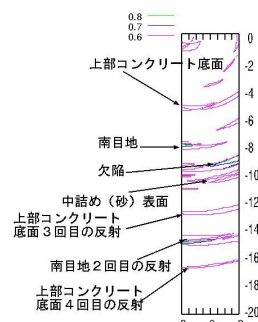 0.8
0.7
0.6
0
-2
上部コンクリート底面
-4
-6
南目地
-8
欠陥
-10
中詰め（砂）表面
上部コンクリート
底面３回目の反射
-12
-14
南目地２回目の反射
-16
上部コンクリート
底面４回目の反射
-18
-20